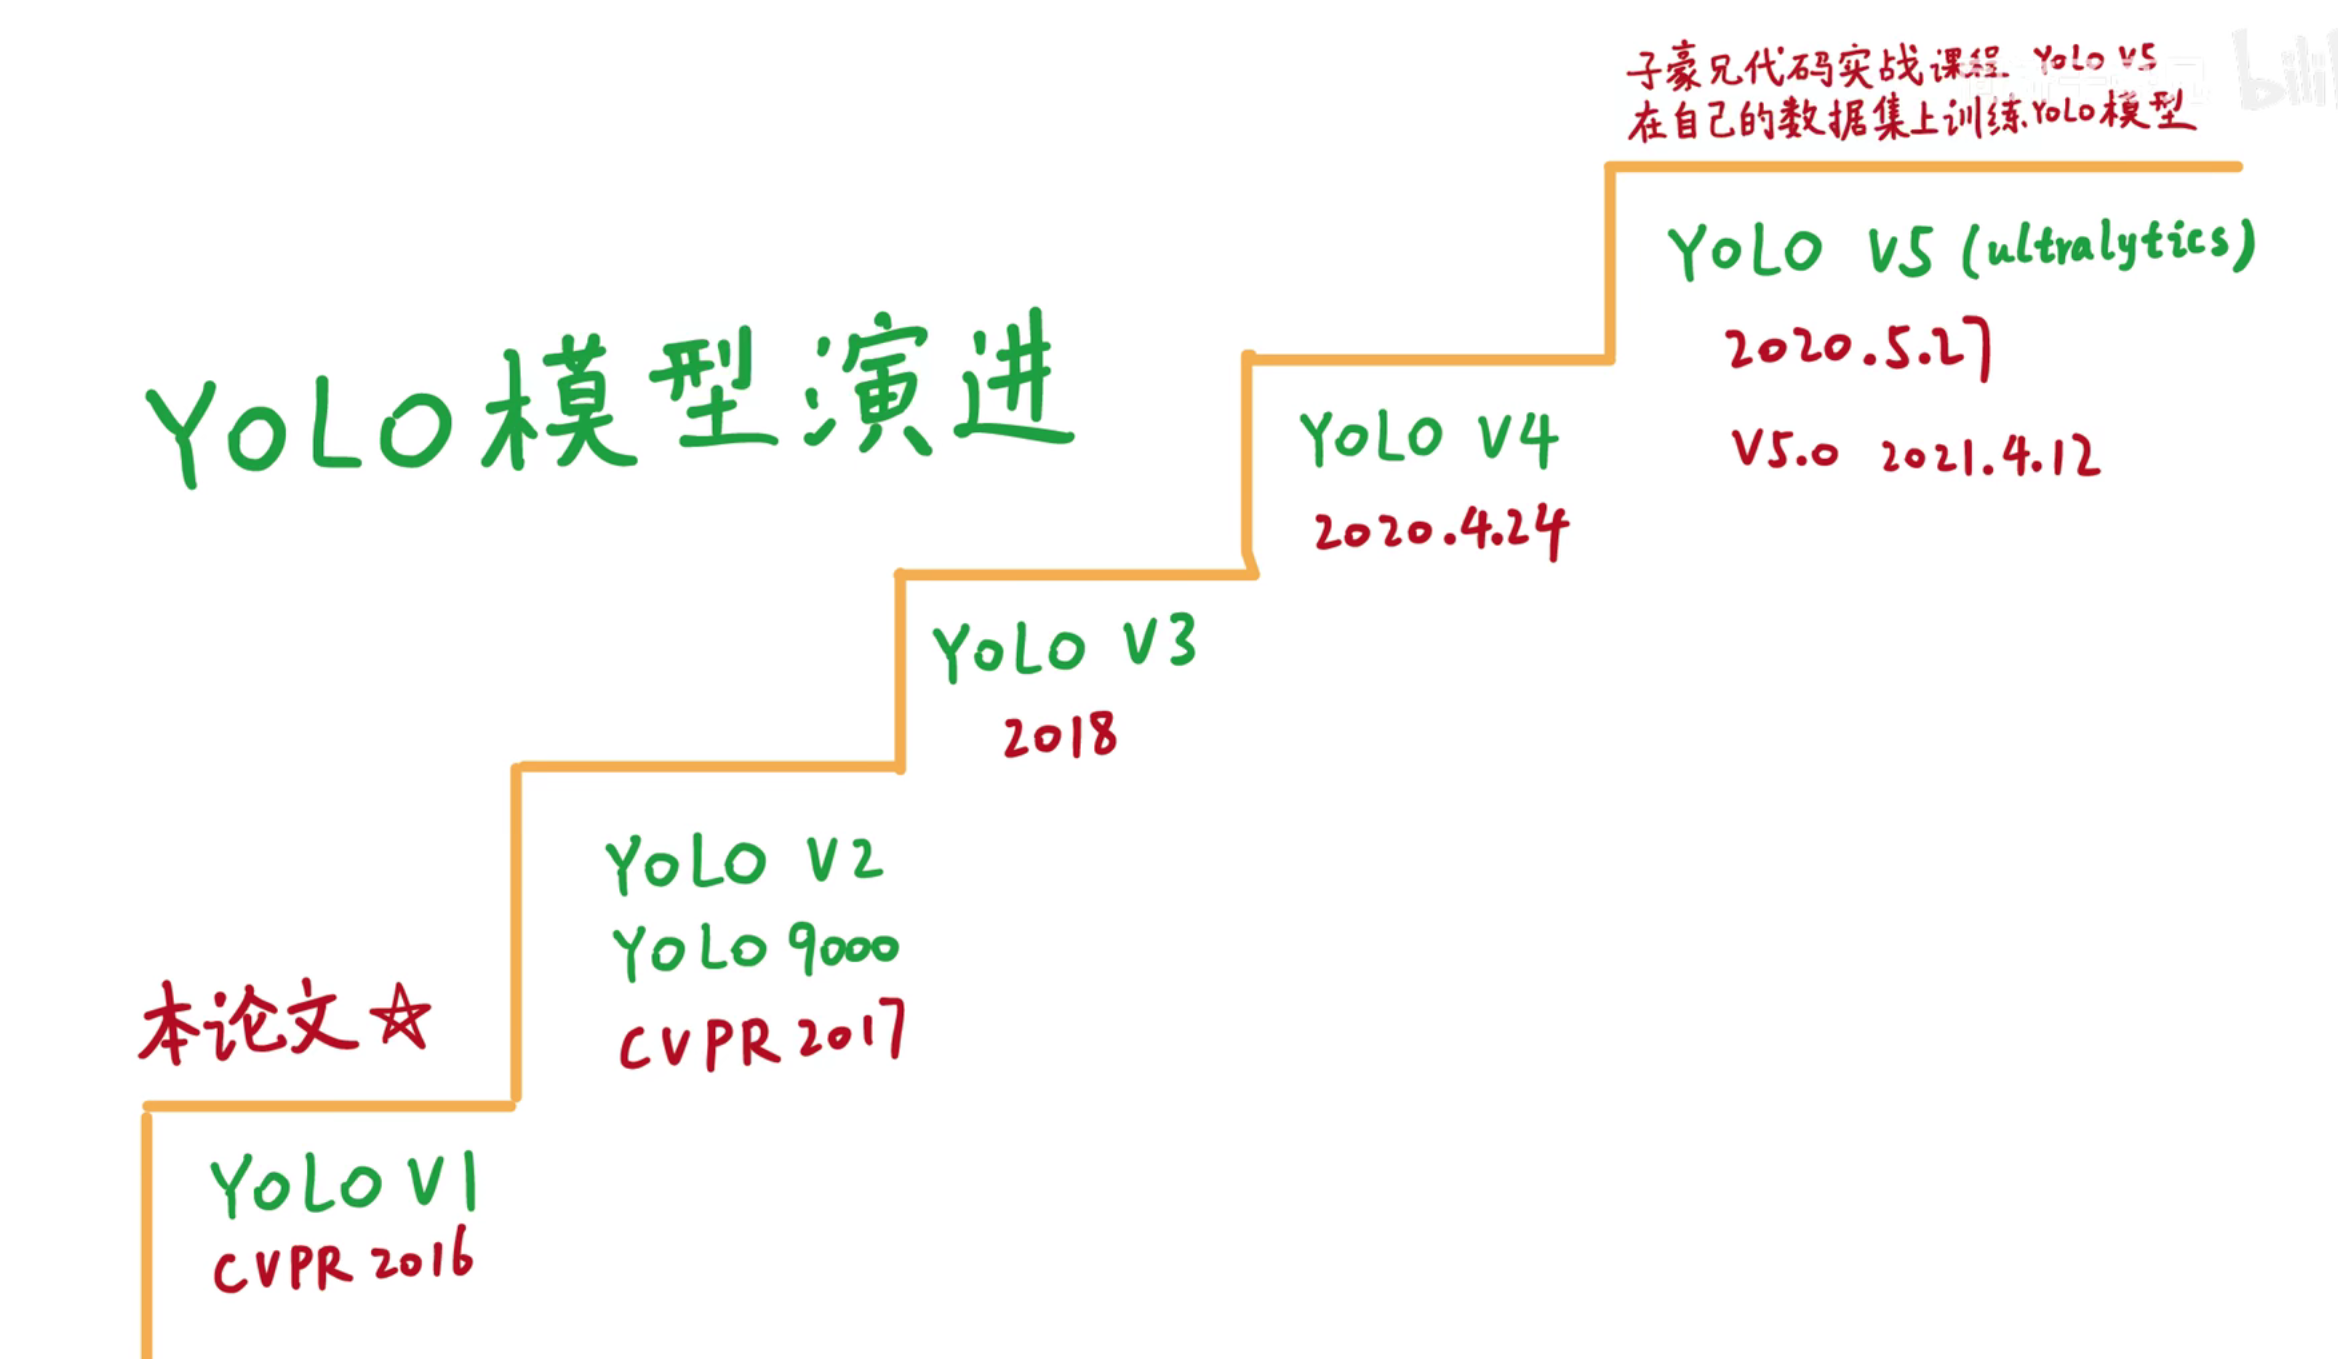 子豪兄代码实战课程 YOLO V5
在自己的数据集上训练YOLO模型
YOLO模型演进
YOLO V5 (ultralytics)
2020.5.27
V5.0 2021.4.12
YOLO V4
2020.4.24
YOLO V3
2018
YOLO V2
YOLO 9000
CVPR 2017
本论文☆
YOLO V1
CVPR 2016